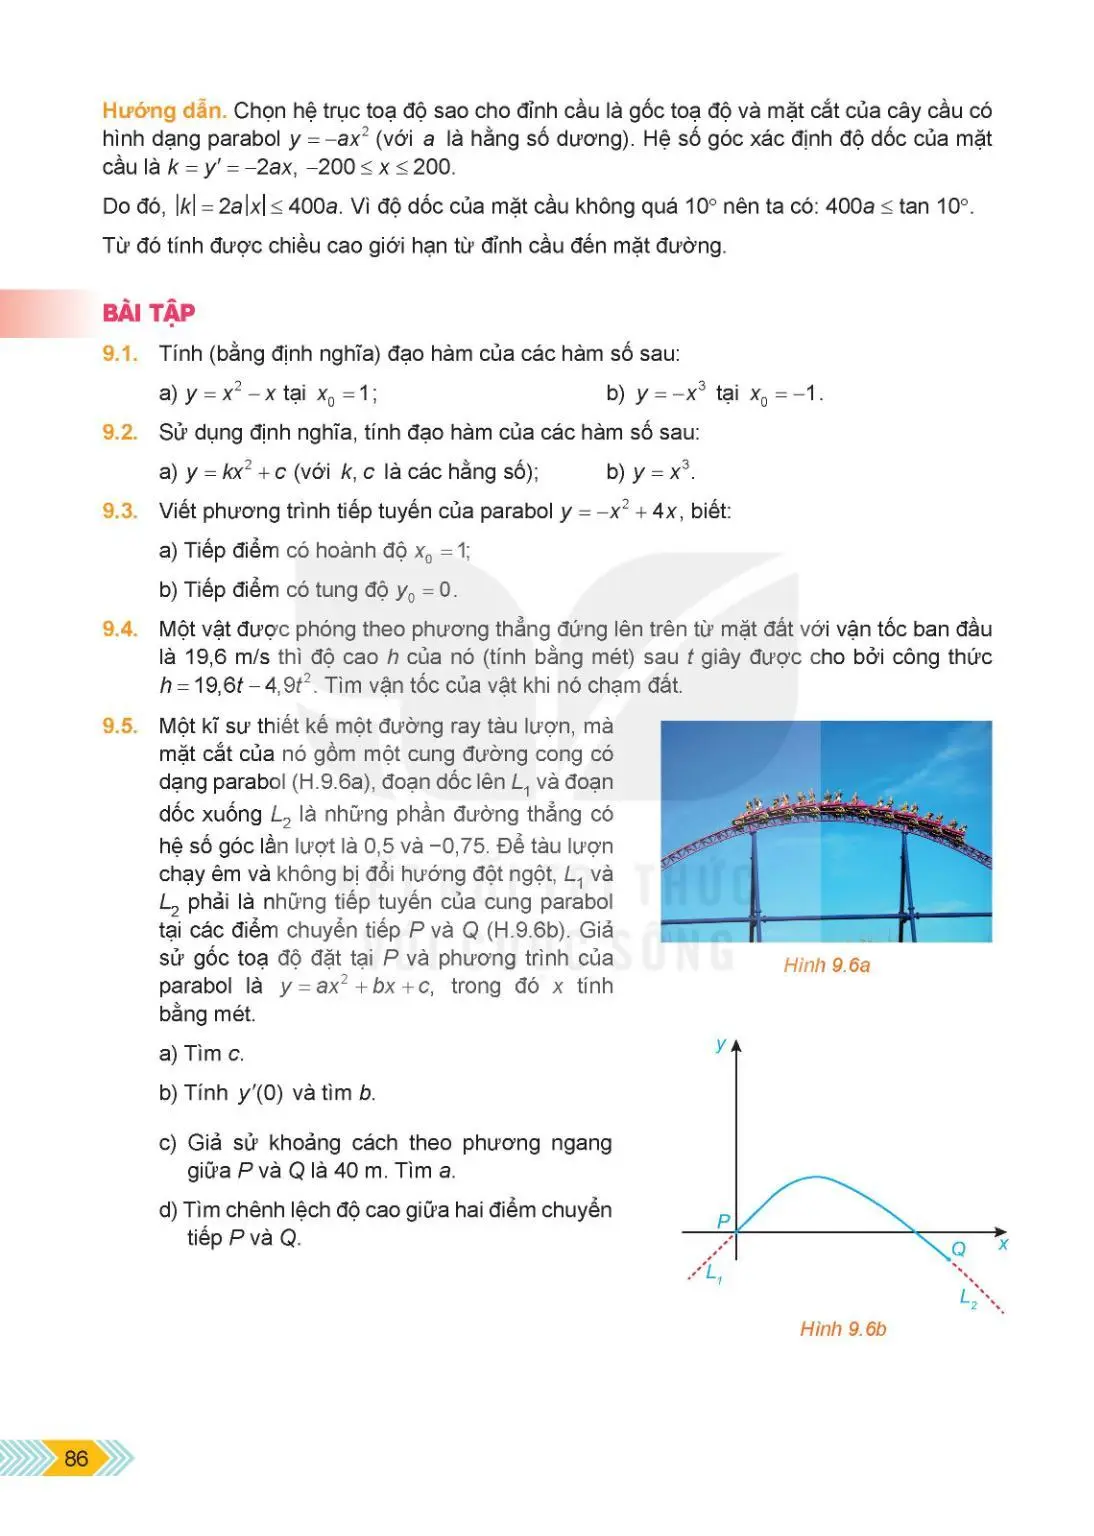 Hướng dẫn. Chọn hệ trục toạ độ sao cho đỉnh cầu là gốc toạ độ và mặt cắt của cây cầu có
hình dạng parabol y = −ax² (với a là hằng số dương). Hệ số góc xác định độ dốc của mặt
cầu là k = y′ = −2ax, −200 ≤ x ≤ 200.
Do đó, |k| = 2a|x| ≤ 400a. Vì độ dốc của mặt cầu không quá 10° nên ta có: 400a ≤ tan 10°.
Từ đó tính được chiều cao giới hạn từ đỉnh cầu đến mặt đường.
BÀI TẬP
9.1. Tính (bằng định nghĩa) đạo hàm của các hàm số sau:
a) y = x² − x tại x₀ = 1; b) y = −x³ tại x₀ = −1.
9.2. Sử dụng định nghĩa, tính đạo hàm của các hàm số sau:
a) y = kx² + c (với k, c là các hằng số); b) y = x³.
9.3. Viết phương trình tiếp tuyến của parabol y = −x² + 4x, biết:
a) Tiếp điểm có hoành độ x₀ = 1;
b) Tiếp điểm có tung độ y₀ = 0.
9.4. Một vật được phóng theo phương thẳng đứng lên trên từ mặt đất với vận tốc ban đầu
là 19,6 m/s thì độ cao h của nó (tính bằng mét) sau t giây được cho bởi công thức
h = 19,6t − 4,9t². Tìm vận tốc của vật khi nó chạm đất.
9.5. Một kĩ sư thiết kế một đường ray tàu lượn, mà
mặt cắt của nó gồm một cung đường cong có
dạng parabol (H.9.6a), đoạn dốc lên L₁ và đoạn
dốc xuống L₂ là những phần đường thẳng có
hệ số góc lần lượt là 0,5 và −0,75. Để tàu lượn
chạy êm và không bị đổi hướng đột ngột, L₁ và
L₂ phải là những tiếp tuyến của cung parabol
tại các điểm chuyển tiếp P và Q (H.9.6b). Giả
sử gốc toạ độ đặt tại P và phương trình của
parabol là y = ax² + bx + c, trong đó x tính
bằng mét.
a) Tìm c.
b) Tính y′(0) và tìm b.
c) Giả sử khoảng cách theo phương ngang
giữa P và Q là 40 m. Tìm a.
d) Tìm chênh lệch độ cao giữa hai điểm chuyển
tiếp P và Q.
Hình 9.6a
y
P
Q
x
L₁
L₂
Hình 9.6b
KẾT NỐI TRI THỨC
VỚI CUỘC SỐNG
86